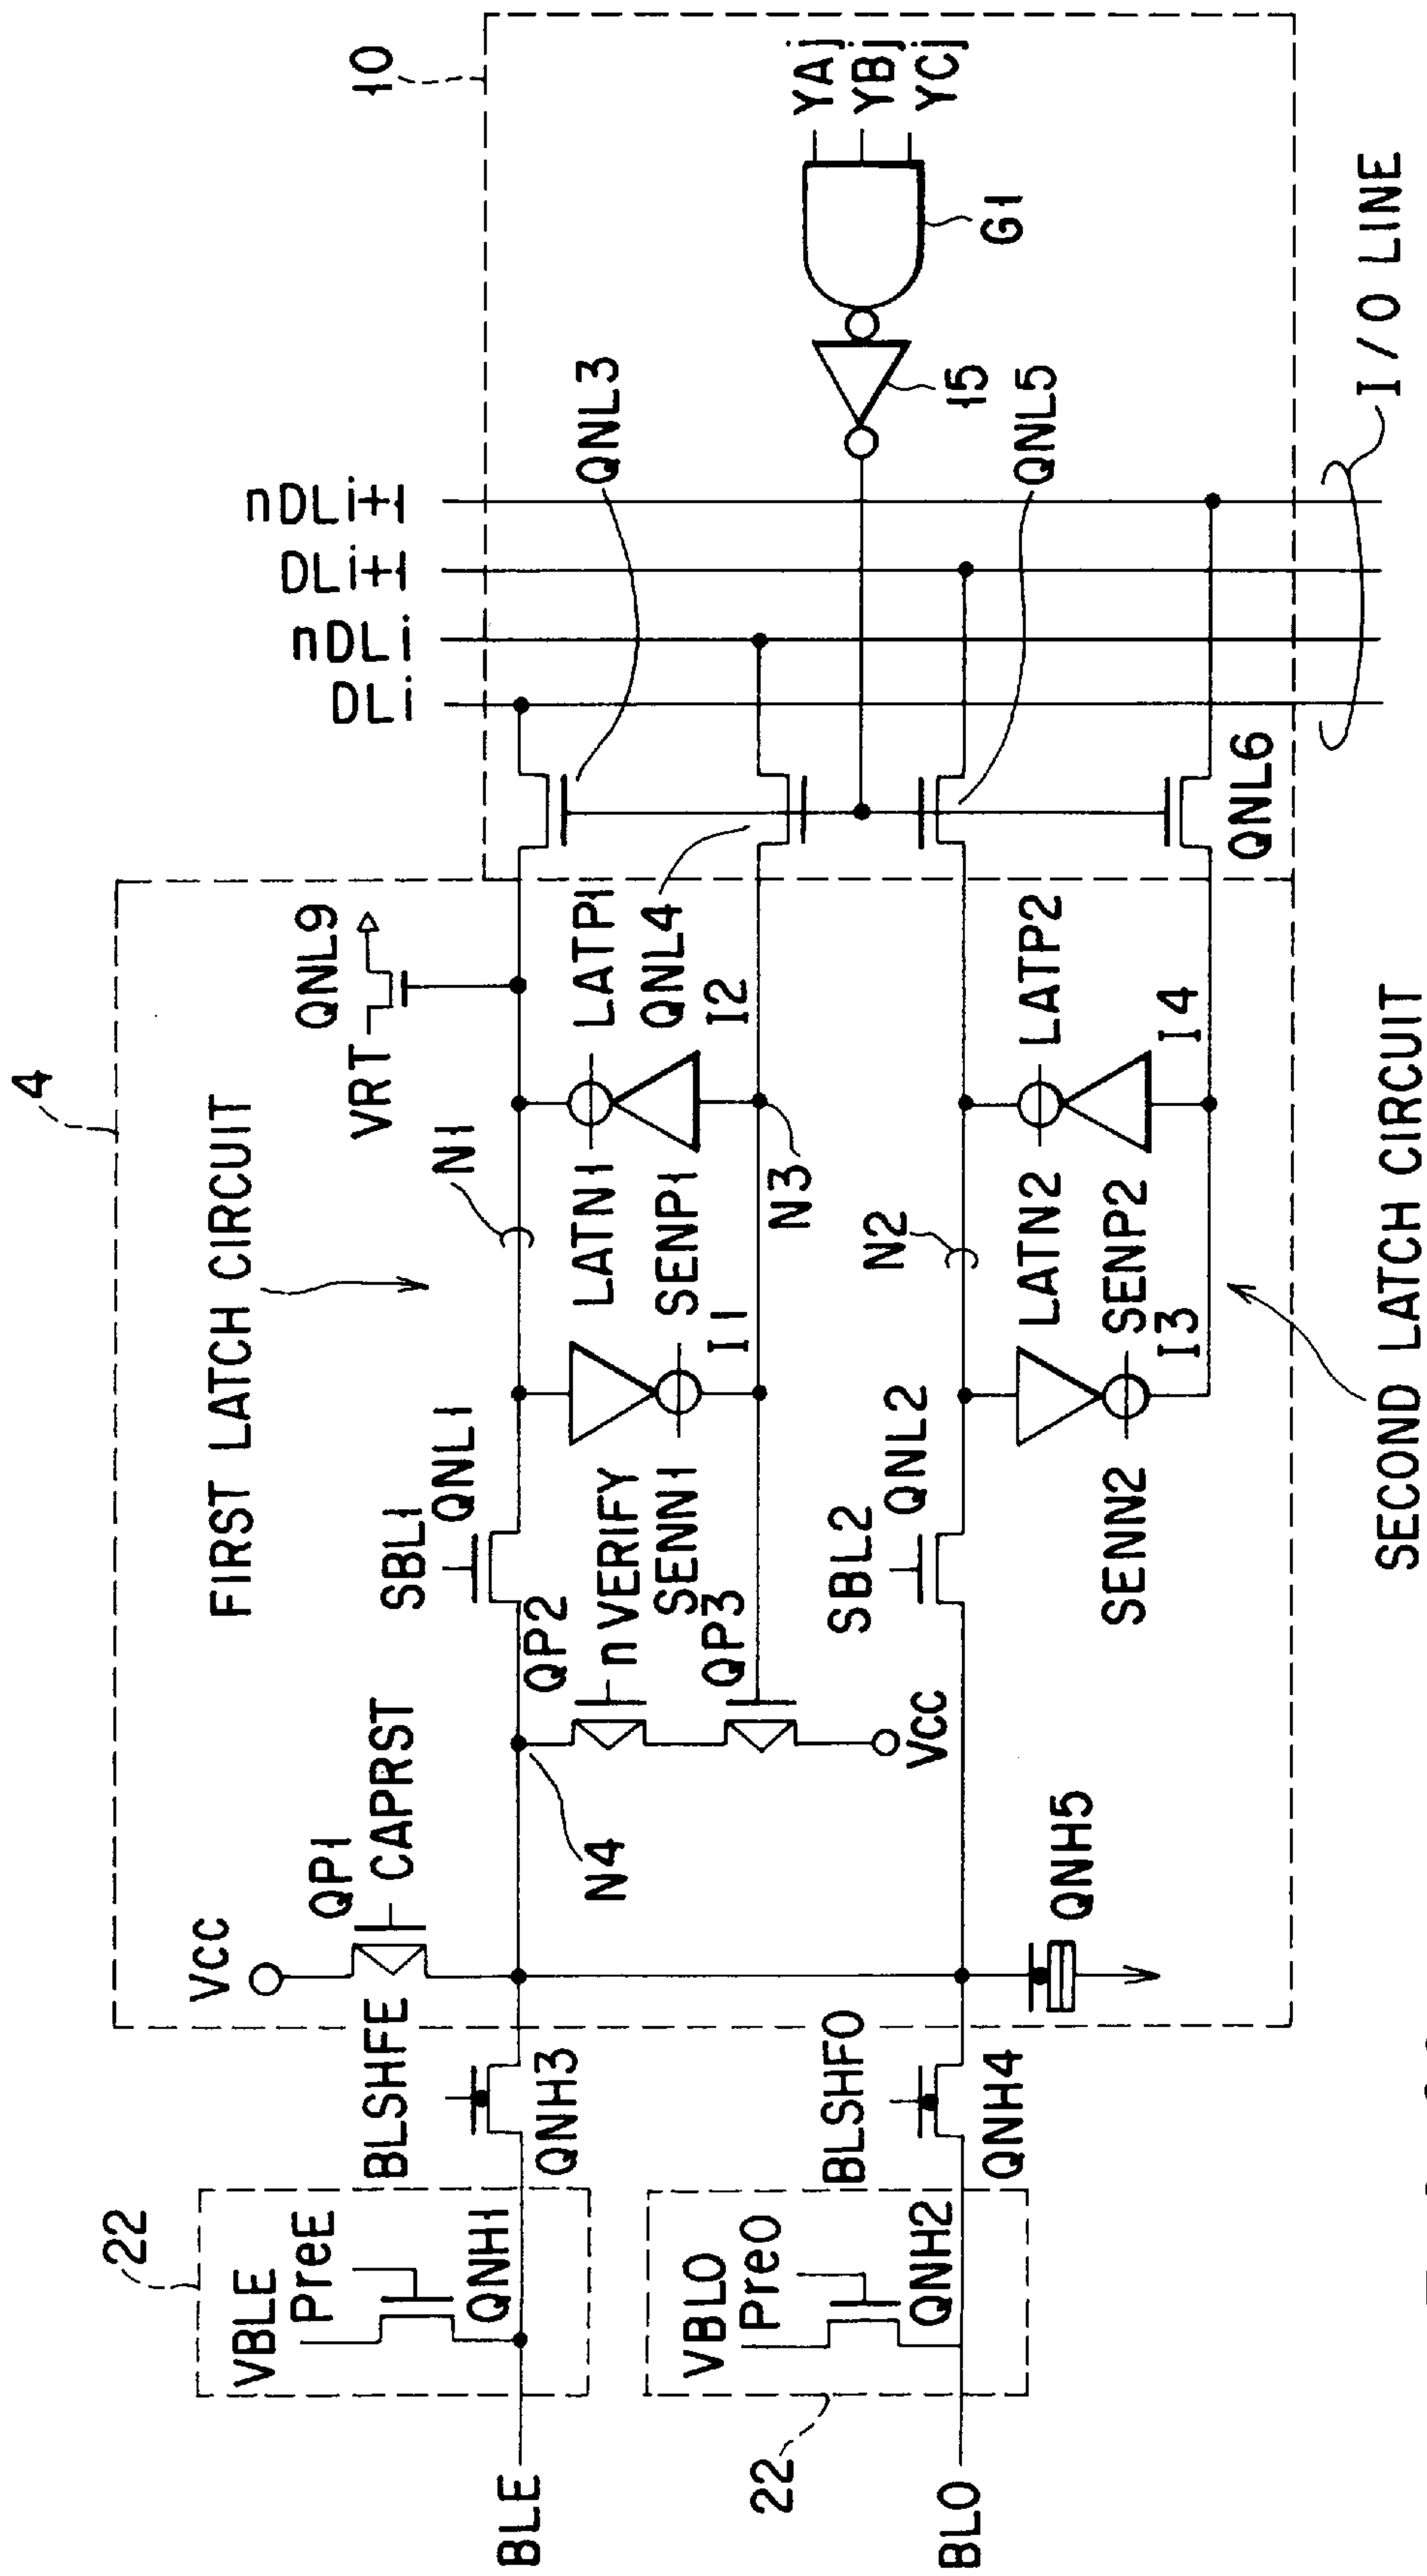 4
10
FIRST LATCH CIRCUIT
VCC
QP1
CAPRST
SBL1
QNL1
N1
VRT
QNL9
DLi
nDLi
DLi+1
nDLi+1
22
VBLE
PreE
QNH1
BLE
BLSHFE
QNH3
N4
QP2
nVERIFY
SENN1
QP3
VCC
I1
SENP1
LATN1
LATP1
I2
N3
QNL4
QNL3
YAj
YBj
YCj
G1
I5
QNL5
22
VBLO
PreO
QNH2
BLO
BLSHFO
QNH4
QNH5
SBL2
QNL2
N2
SENN2
I3
SENP2
LATN2
LATP2
I4
QNL6
I/O LINE
SECOND LATCH CIRCUIT